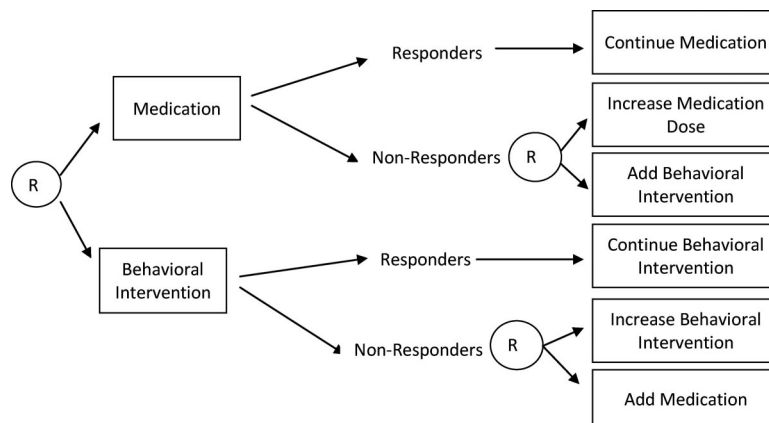 R
Medication
Responders
Continue Medication
Non-Responders
R
Increase Medication
Dose
Add Behavioral
Intervention
Behavioral
Intervention
Responders
Continue Behavioral
Intervention
Non-Responders
R
Increase Behavioral
Intervention
Add Medication